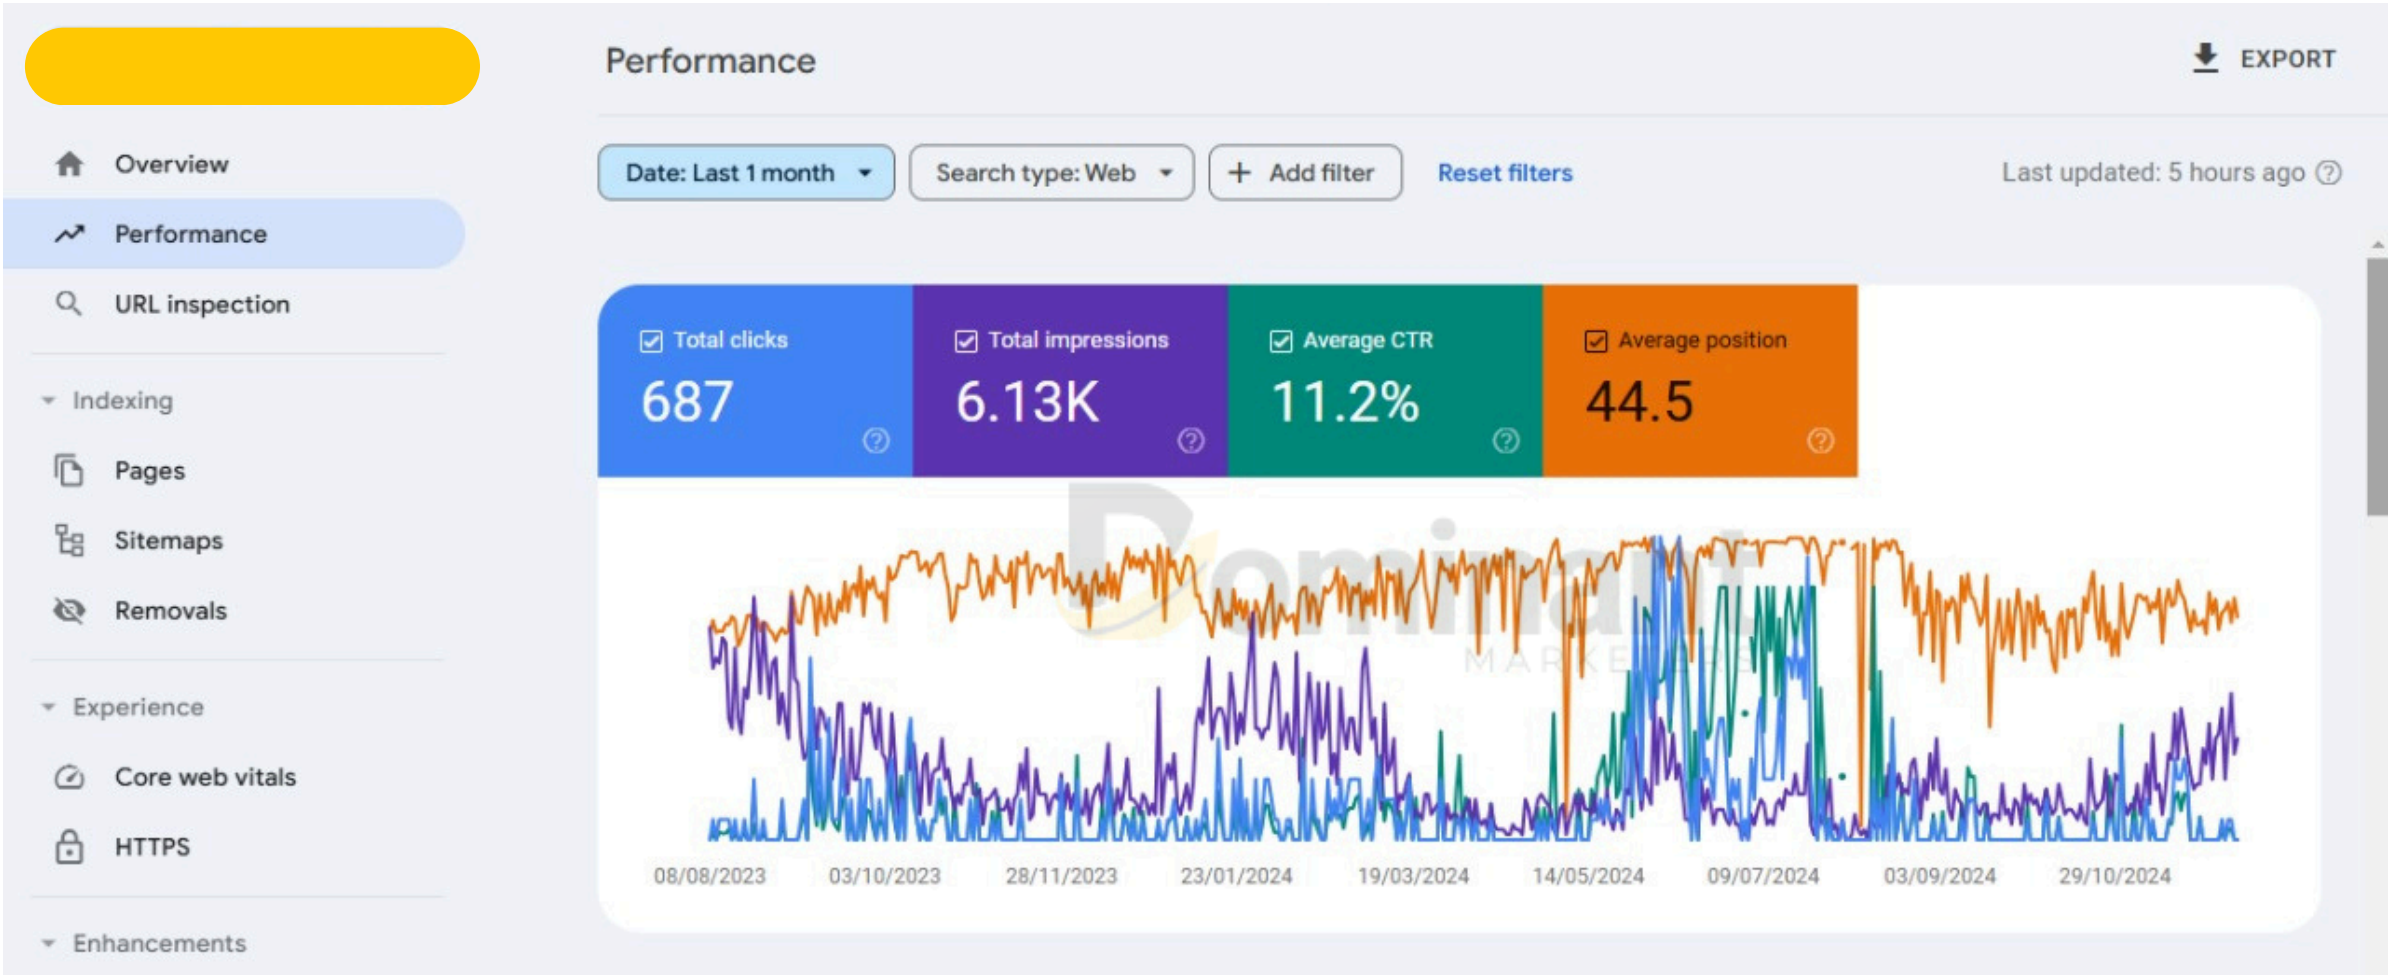 Performance
EXPORT
Overview
Performance
URL inspection
Indexing
Pages
Sitemaps
Removals
Experience
Core web vitals
HTTPS
Enhancements
Date: Last 1 month
Search type: Web
+ Add filter
Reset filters
Last updated: 5 hours ago
Total clicks
687
Total impressions
6.13K
Average CTR
11.2%
Average position
44.5
Dominant
MARKETERS
08/08/2023
03/10/2023
28/11/2023
23/01/2024
19/03/2024
14/05/2024
09/07/2024
03/09/2024
29/10/2024